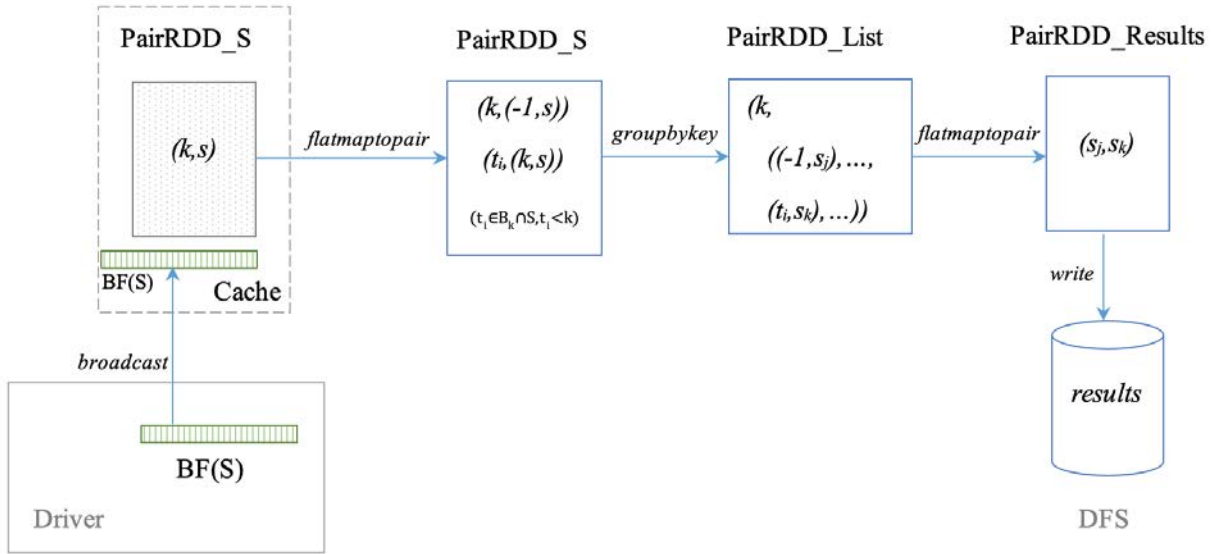 PairRDD_S
(k,s)
BF(S)
Cache
broadcast
BF(S)
Driver
flatmaptopair
PairRDD_S
(k,(-1,s))
(tᵢ,(k,s))
(tᵢ∈Bₖ∩S,tᵢ<k)
groupbykey
PairRDD_List
(k,
((-1,sⱼ),...,
(tᵢ,sₖ),...))
flatmaptopair
PairRDD_Results
(sⱼ,sₖ)
write
results
DFS